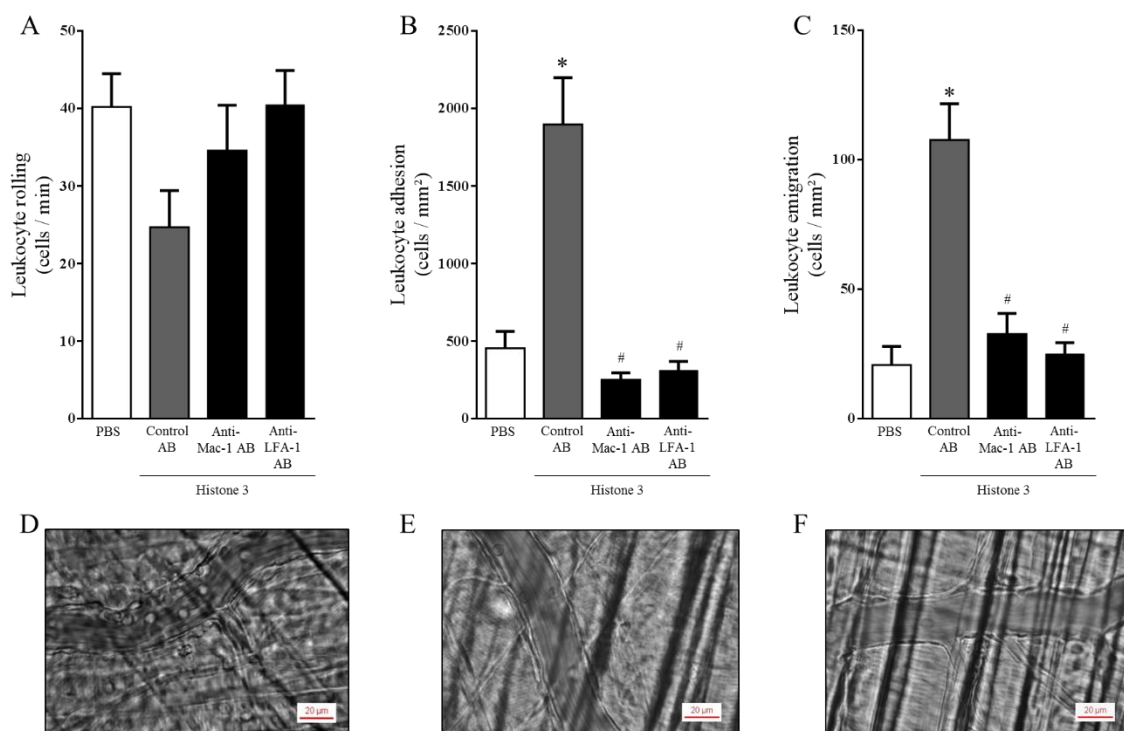 A
Leukocyte rolling
(cells / min)
50
40
30
20
10
0
PBS
Control
AB
Anti-
Mac-1 AB
Anti-
LFA-1
AB
Histone 3
B
Leukocyte adhesion
(cells / mm²)
2500
2000
1500
1000
500
0
*
#
#
PBS
Control
AB
Anti-
Mac-1 AB
Anti-
LFA-1
AB
Histone 3
C
Leukocyte emigration
(cells / mm²)
150
100
50
0
*
#
#
PBS
Control
AB
Anti-
Mac-1 AB
Anti-
LFA-1
AB
Histone 3
D
20 µm
E
20 µm
F
20 µm